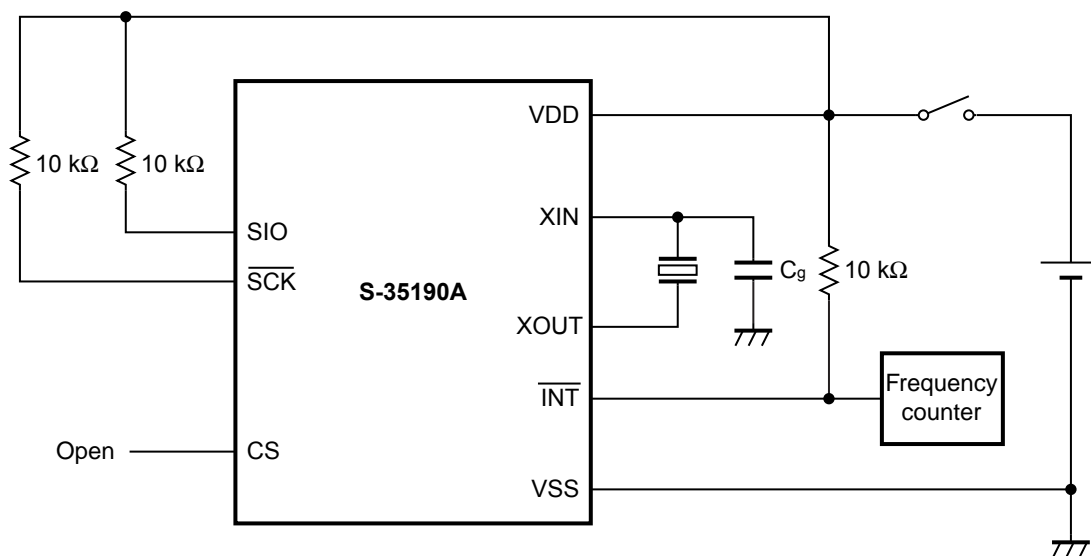 VDD
10 kΩ
10 kΩ
SIO
XIN
SCK
S-35190A
Cg
10 kΩ
XOUT
INT
Frequency
counter
Open
CS
VSS